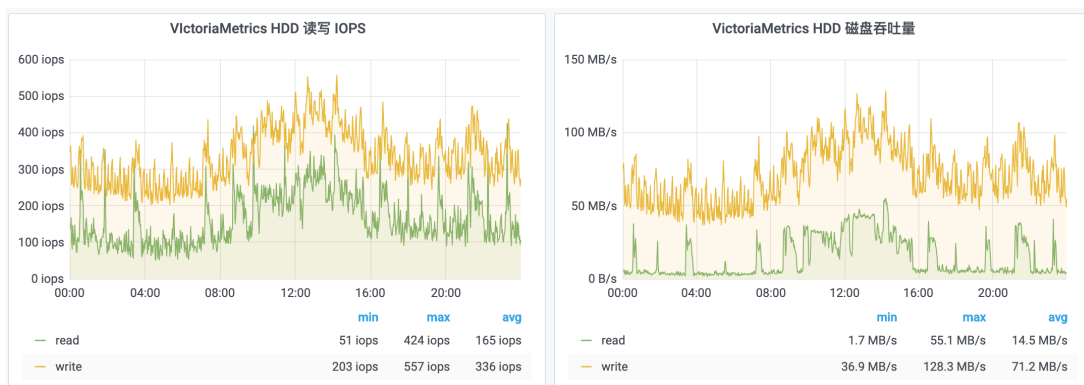 VIctoriaMetrics HDD 读写 IOPS
600 iops
500 iops
400 iops
300 iops
200 iops
100 iops
0 iops
00:00 04:00 08:00 12:00 16:00 20:00
min max avg
read 51 iops 424 iops 165 iops
write 203 iops 557 iops 336 iops
VictoriaMetrics HDD 磁盘吞吐量
150 MB/s
100 MB/s
50 MB/s
0 B/s
00:00 04:00 08:00 12:00 16:00 20:00
min max avg
read 1.7 MB/s 55.1 MB/s 14.5 MB/s
write 36.9 MB/s 128.3 MB/s 71.2 MB/s